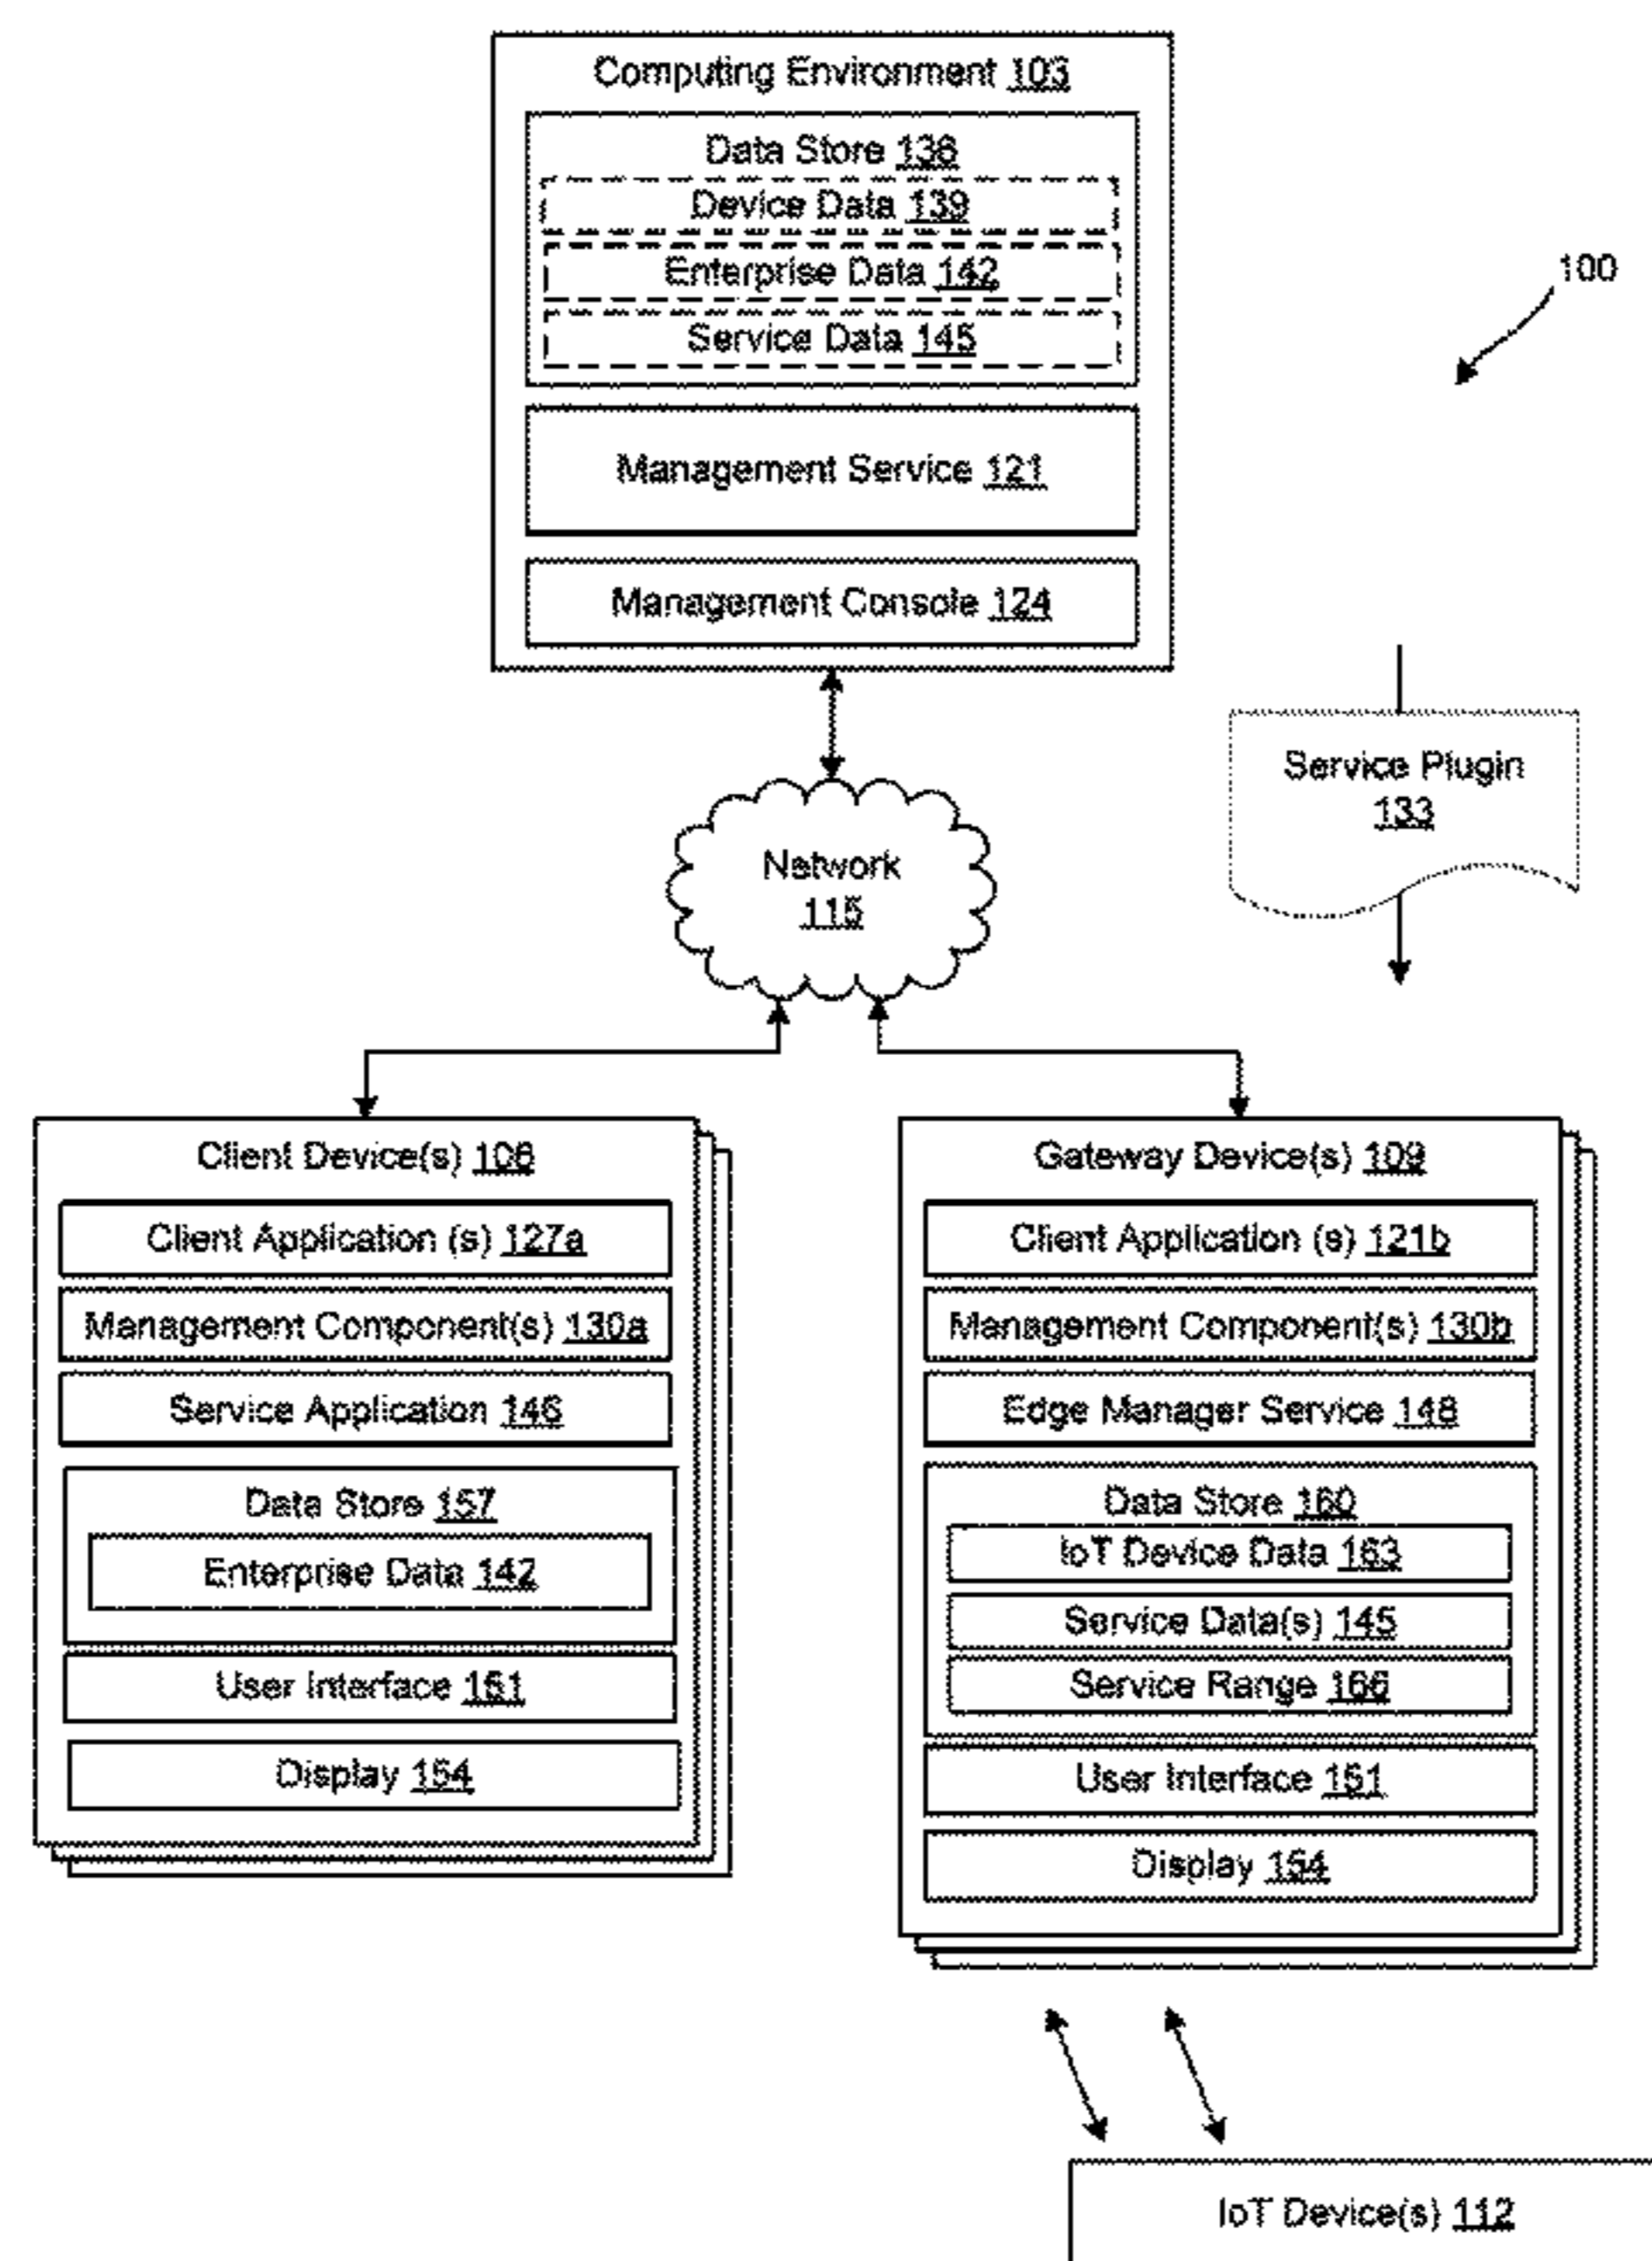 Computing Environment 103
Data Store 136
Device Data 139
Enterprise Data 142
Service Data 145
100
Management Service 121
Management Console 124
Service Plugin
133
Network
115
Client Device(s) 106
Client Application (s) 127a
Management Component(s) 130a
Service Application 146
Data Store 157
Enterprise Data 142
User Interface 151
Display 154
Gateway Device(s) 109
Client Application (s) 121b
Management Component(s) 130b
Edge Manager Service 148
Data Store 160
IoT Device Data 163
Service Data(s) 145
Service Range 166
User Interface 151
Display 154
IoT Device(s) 112